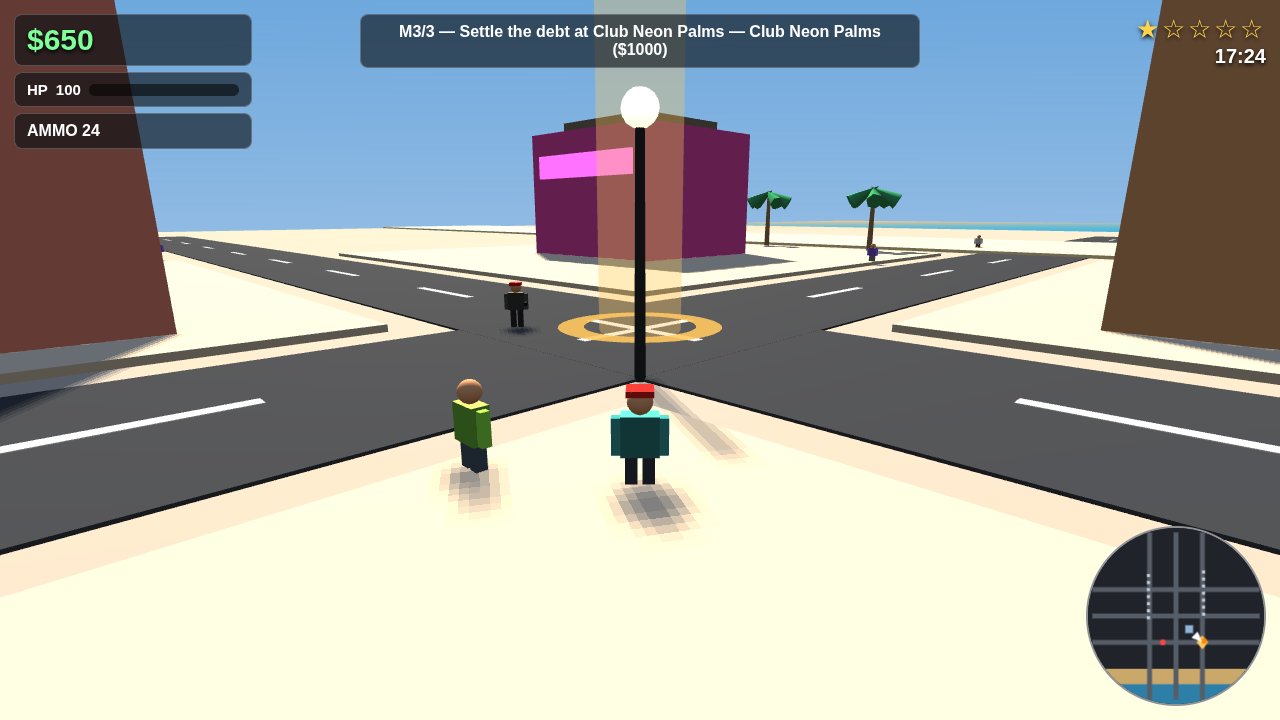 $650
HP 100
AMMO 24
M3/3 — Settle the debt at Club Neon Palms — Club Neon Palms
($1000)
★☆☆☆☆
17:24